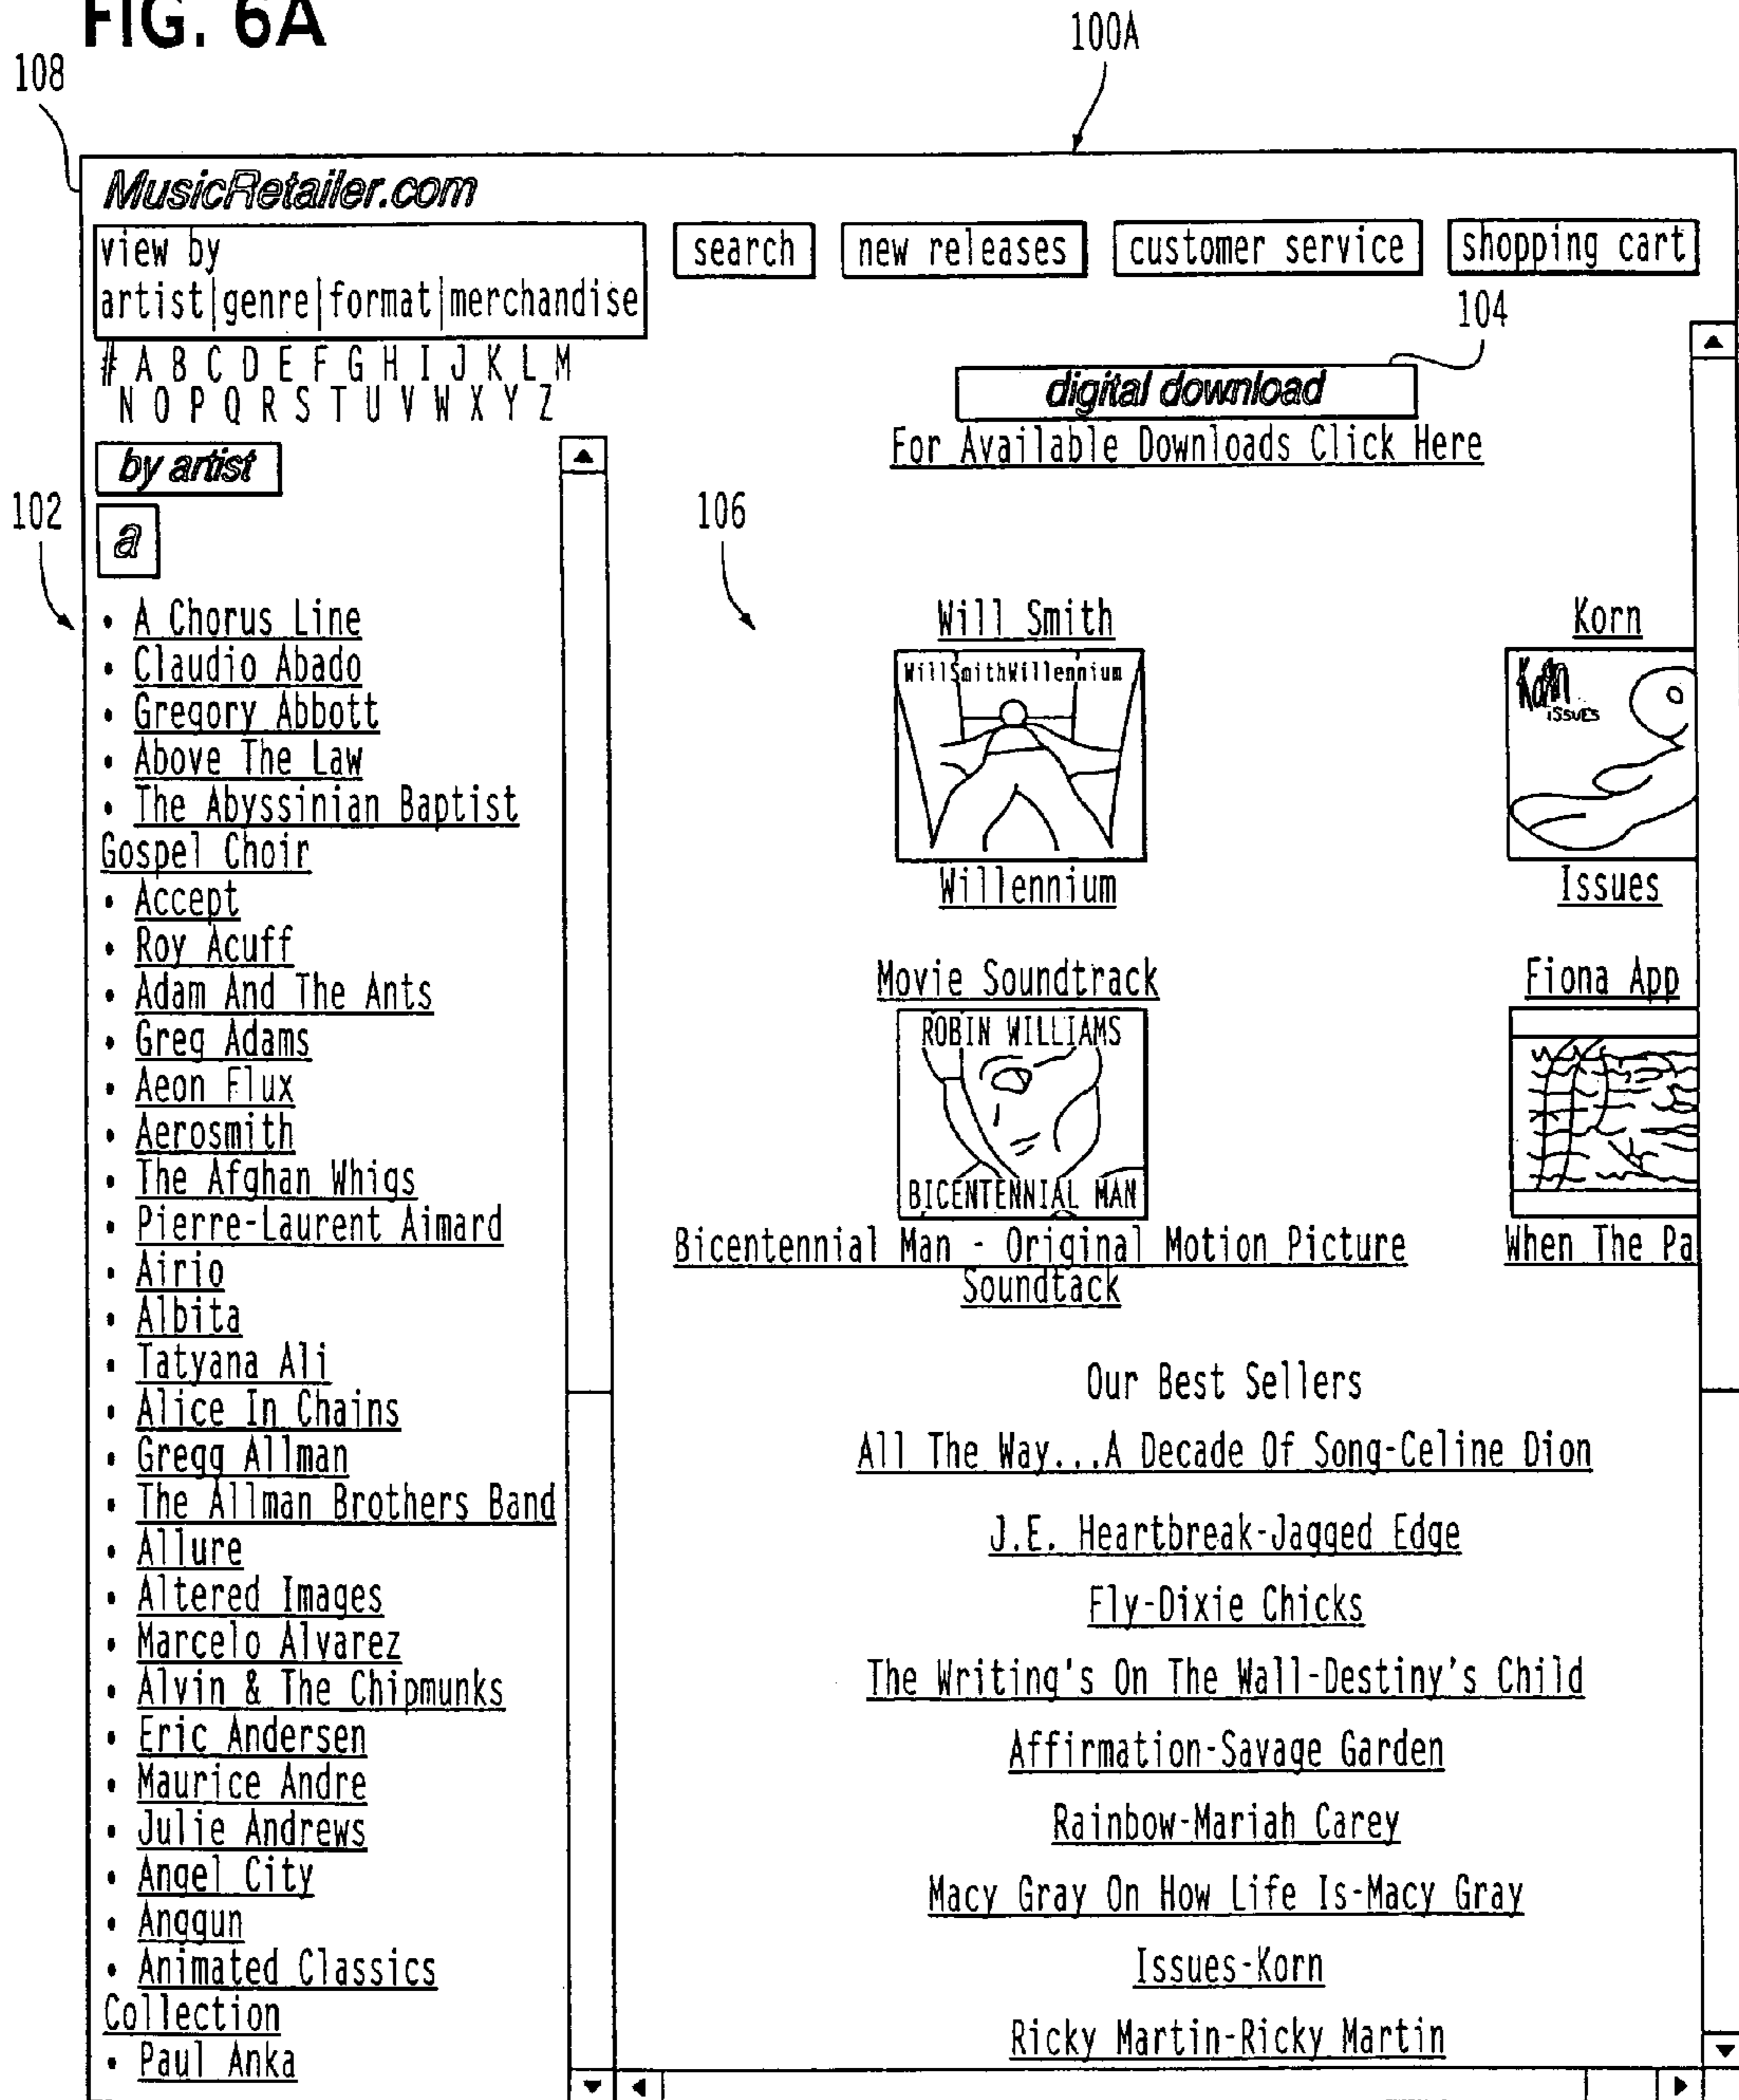 FIG. 6A
100A
108
MusicRetailer.com
view by
artist|genre|format|merchandise
search
new releases
customer service
shopping cart
104
# A B C D E F G H I J K L M
N O P Q R S T U V W X Y Z
digital download
For Available Downloads Click Here
by artist
a
102
106
• A Chorus Line
• Claudio Abado
• Gregory Abbott
• Above The Law
• The Abyssinian Baptist
Gospel Choir
• Accept
• Roy Acuff
• Adam And The Ants
• Greg Adams
• Aeon Flux
• Aerosmith
• The Afghan Whigs
• Pierre-Laurent Aimard
• Airio
• Albita
• Tatyana Ali
• Alice In Chains
• Gregg Allman
• The Allman Brothers Band
• Allure
• Altered Images
• Marcelo Alvarez
• Alvin & The Chipmunks
• Eric Andersen
• Maurice Andre
• Julie Andrews
• Angel City
• Anggun
• Animated Classics
Collection
• Paul Anka
Will Smith
WillSmithWillennium
Willennium
Korn
Korn
ISSUES
Issues
Movie Soundtrack
ROBIN WILLIAMS
BICENTENNIAL MAN
Bicentennial Man - Original Motion Picture
Soundtack
Fiona App
When The Pa
Our Best Sellers
All The Way...A Decade Of Song-Celine Dion
J.E. Heartbreak-Jagged Edge
Fly-Dixie Chicks
The Writing's On The Wall-Destiny's Child
Affirmation-Savage Garden
Rainbow-Mariah Carey
Macy Gray On How Life Is-Macy Gray
Issues-Korn
Ricky Martin-Ricky Martin